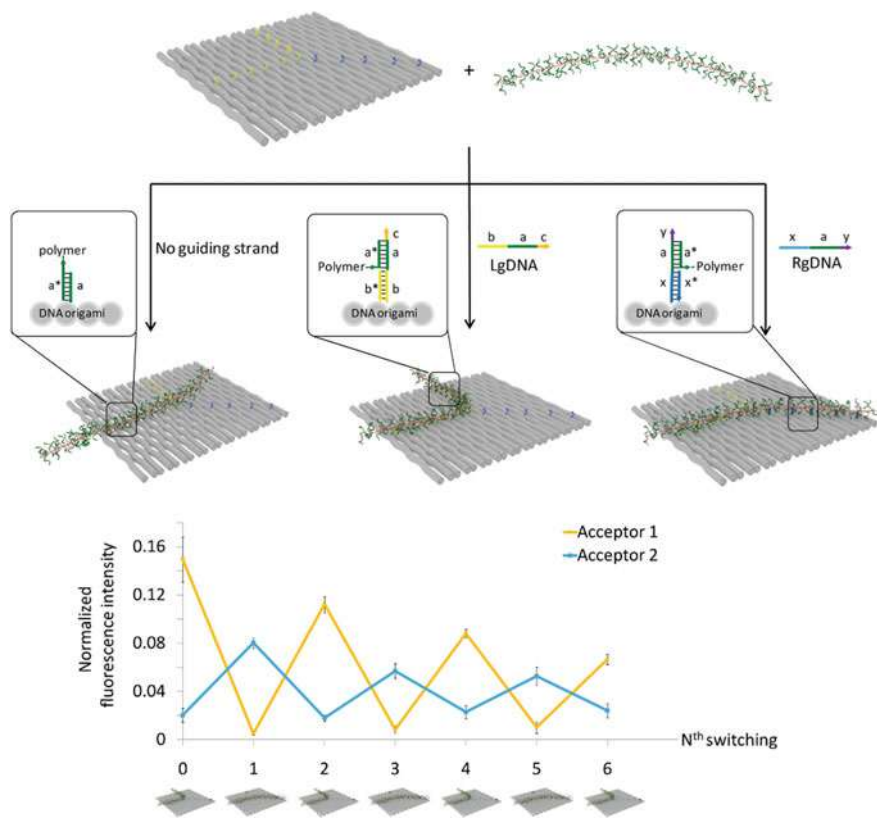 +
polymer
a* a
DNA origami
No guiding strand
c
a* a
Polymer
b* b
DNA origami
b a c
LgDNA
y
a a*
Polymer
x x*
DNA origami
x a y
RgDNA
Normalized
fluorescence intensity
0.16
0.12
0.08
0.04
0
Acceptor 1
Acceptor 2
0 1 2 3 4 5 6
Nth switching